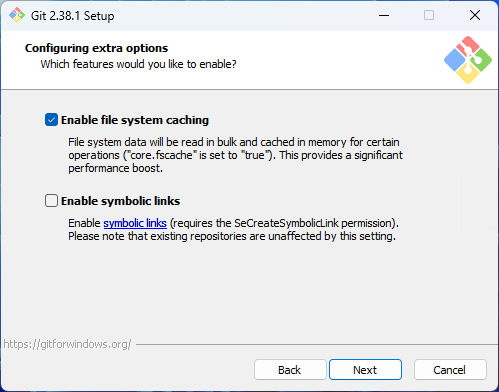 Git 2.38.1 Setup
Configuring extra options
Which features would you like to enable?
Enable file system caching
File system data will be read in bulk and cached in memory for certain
operations ("core.fscache" is set to "true"). This provides a significant
performance boost.
Enable symbolic links
Enable symbolic links (requires the SeCreateSymbolicLink permission).
Please note that existing repositories are unaffected by this setting.
https://gitforwindows.org/
Back
Next
Cancel